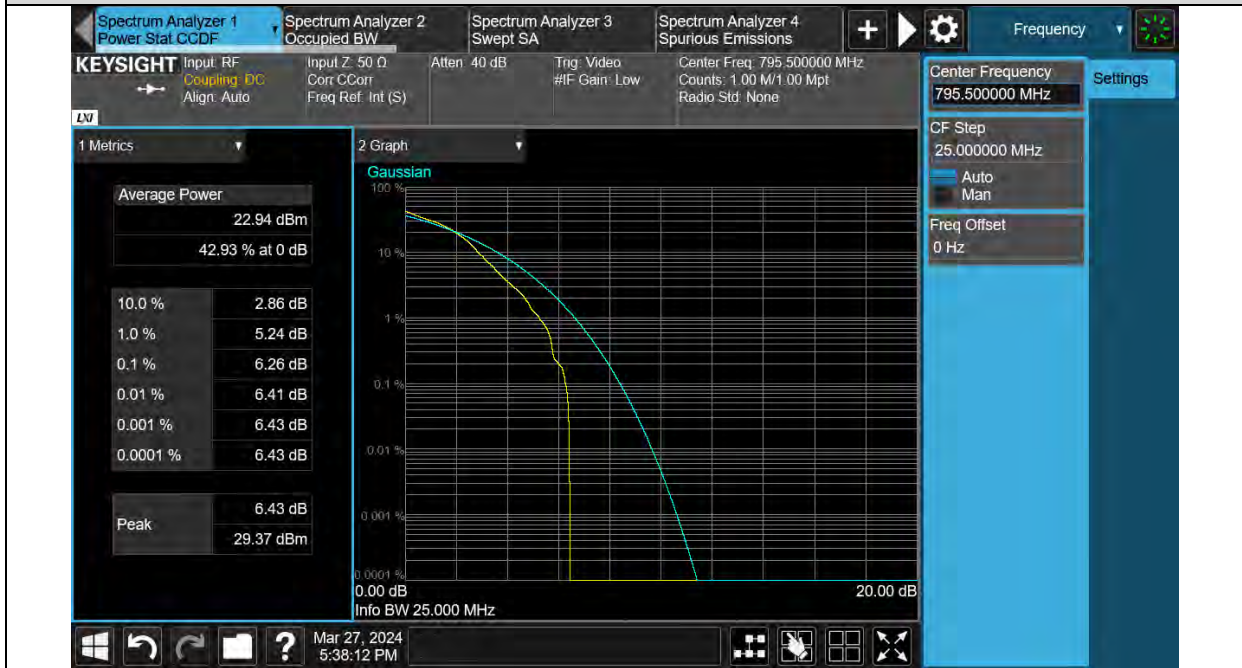 Spectrum Analyzer 1
Power Stat CCDF
Spectrum Analyzer 2
Occupied BW
Spectrum Analyzer 3
Swept SA
Spectrum Analyzer 4
Spurious Emissions
+
Frequency
KEYSIGHT
LXI
Input: RF
Coupling: DC
Align: Auto
Input Z: 50 Ω
Corr CCorr
Freq Ref: Int (S)
Atten: 40 dB
Trig: Video
#IF Gain: Low
Center Freq: 795.500000 MHz
Counts: 1.00 M/1.00 Mpt
Radio Std: None
Center Frequency
795.500000 MHz
Settings
CF Step
25.000000 MHz
Auto
Man
Freq Offset
0 Hz
1 Metrics
Average Power
22.94 dBm
42.93 % at 0 dB
10.0 % 2.86 dB
1.0 % 5.24 dB
0.1 % 6.26 dB
0.01 % 6.41 dB
0.001 % 6.43 dB
0.0001 % 6.43 dB
Peak
6.43 dB
29.37 dBm
2 Graph
Gaussian
100 %
10 %
1 %
0.1 %
0.01 %
0.001 %
0.0001 %
0.00 dB
20.00 dB
Info BW 25.000 MHz
?
Mar 27, 2024
5:38:12 PM